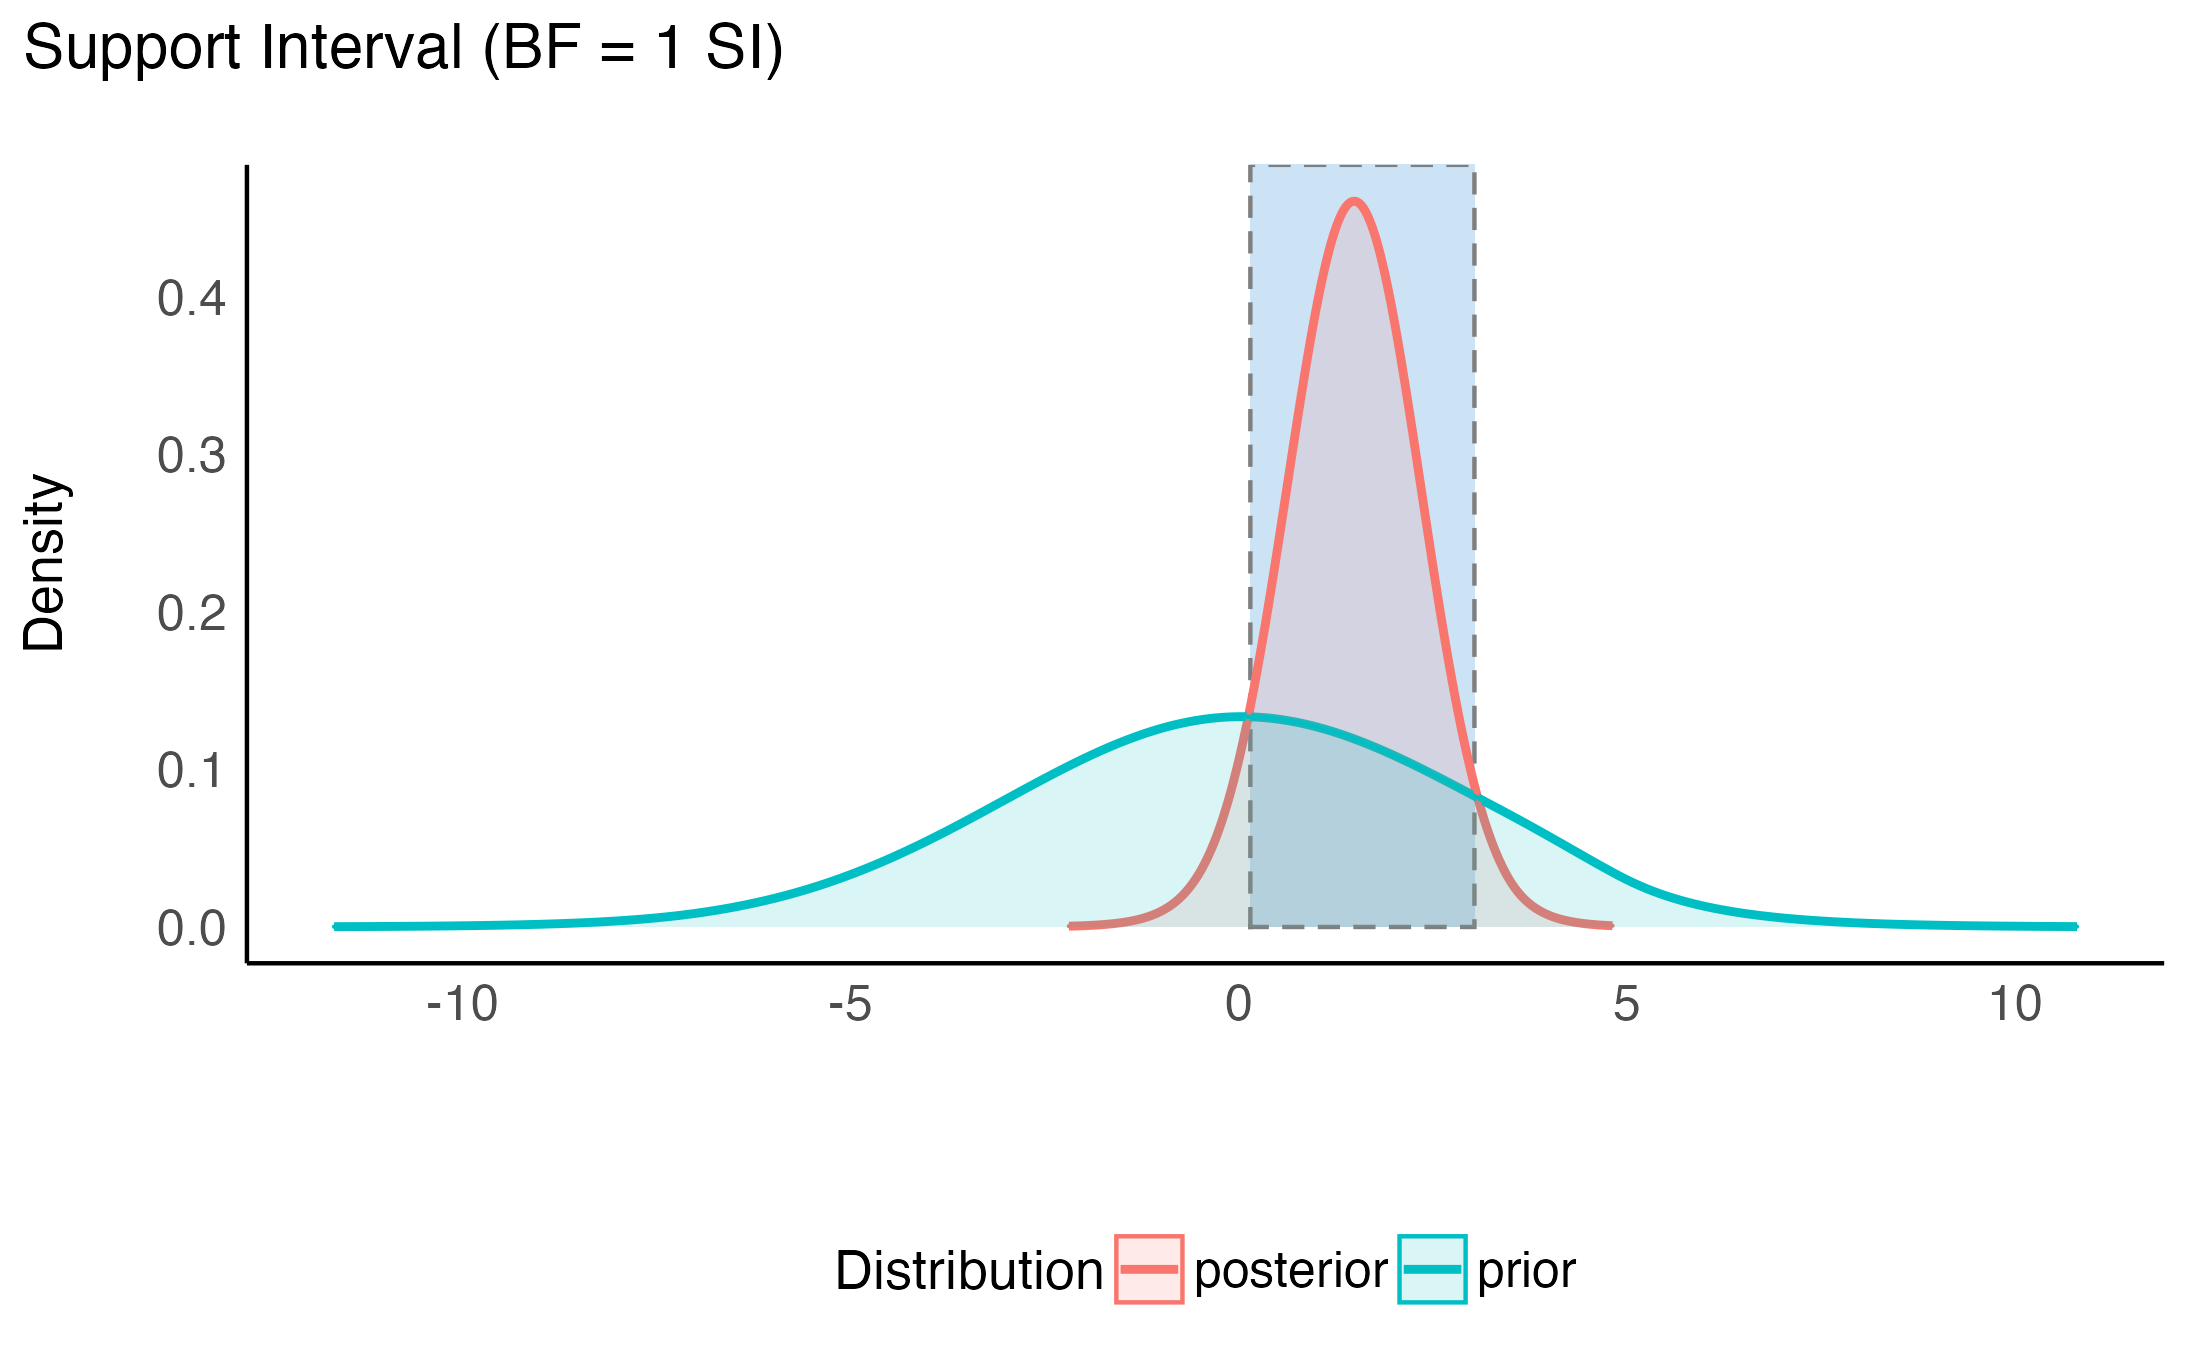 Support Interval (BF = 1 SI)
Density
0.4
0.3
0.2
0.1
0.0
-10 -5 0 5 10
Distribution posterior prior